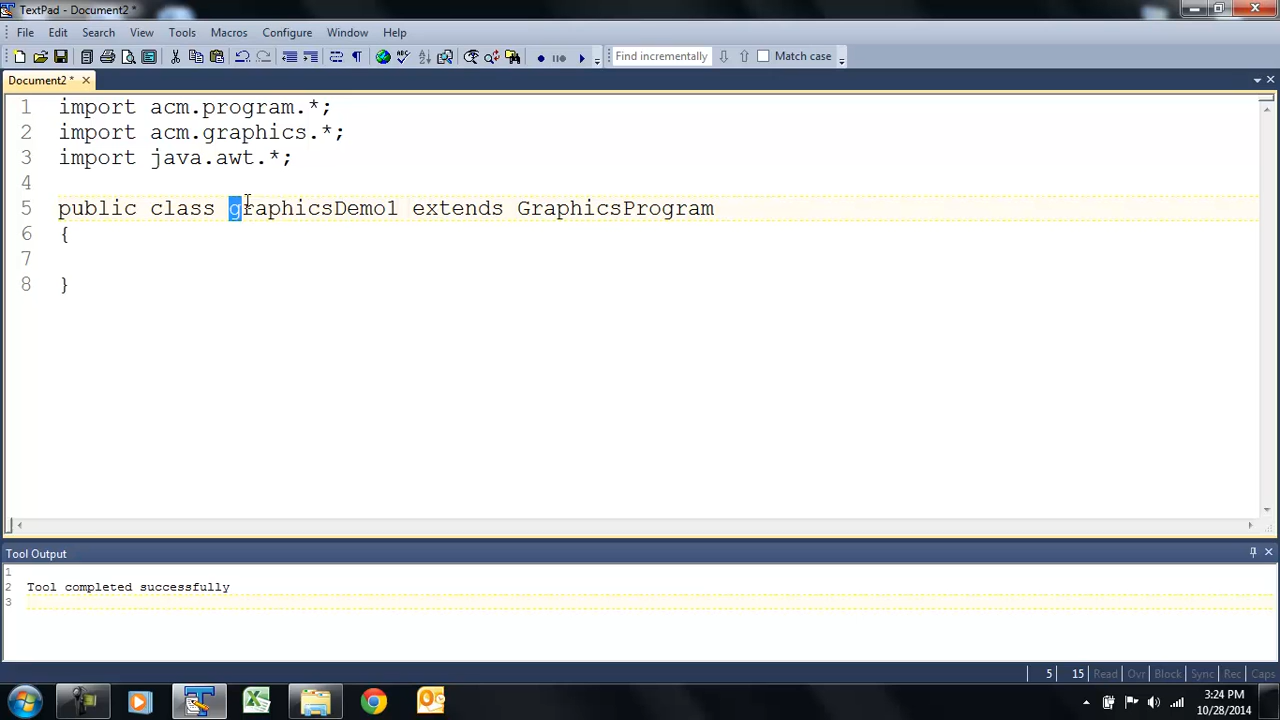 TextPad - Document2 *
File Edit Search View Tools Macros Configure Window Help
Find incrementally Match case
Document2 *
1 import acm.program.*;
2 import acm.graphics.*;
3 import java.awt.*;
4
5 public class graphicsDemo1 extends GraphicsProgram
6 {
7
8 }
Tool Output
1
2 Tool completed successfully
3
5 15 Read Ovr Block Sync Rec Caps
3:24 PM
10/28/2014